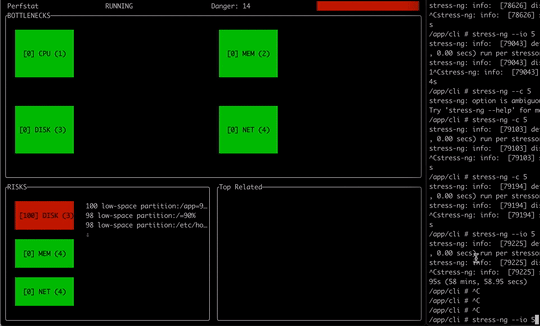 Perfstat RUNNING Danger: 14
BOTTLENECKS
[0] CPU (1) [0] MEM (2)
[0] DISK (3) [0] NET (4)
RISKS
[100] DISK (3)
100 low-space partition:/app=9…
98 low-space partition:/=90%
98 low-space partition:/etc/ho…
[0] MEM (4)
[0] NET (4)
Top Related
stress-ng: info: [78626] di
^Cstress-ng: info: [78626]
s
/app/cli # stress-ng --io 5
stress-ng: info: [79043] di
, 0.00 secs) run per stresso
stress-ng: info: [79043] di
1^Cstress-ng: info: [79043]
4s
/app/cli # stress-ng --c 5
stress-ng: option is ambiguo
Try 'stress-ng --help' for m
/app/cli # stress-ng -c 5
stress-ng: info: [79103] di
, 0.00 secs) run per stresso
stress-ng: info: [79103] di
^Cstress-ng: info: [79103]
s
/app/cli # stress-ng -c 5
stress-ng: info: [79194] di
, 0.00 secs) run per stresso
stress-ng: info: [79194] di
^Cstress-ng: info: [79194]
s
/app/cli # stress-ng --io 5
stress-ng: info: [79225] di
, 0.00 secs) run per stresso
stress-ng: info: [79225] di
^Cstress-ng: info: [79225]
95s (58 mins, 58.95 secs)
/app/cli # ^C
/app/cli # ^C
/app/cli # ^C
/app/cli # stress-ng --io 5